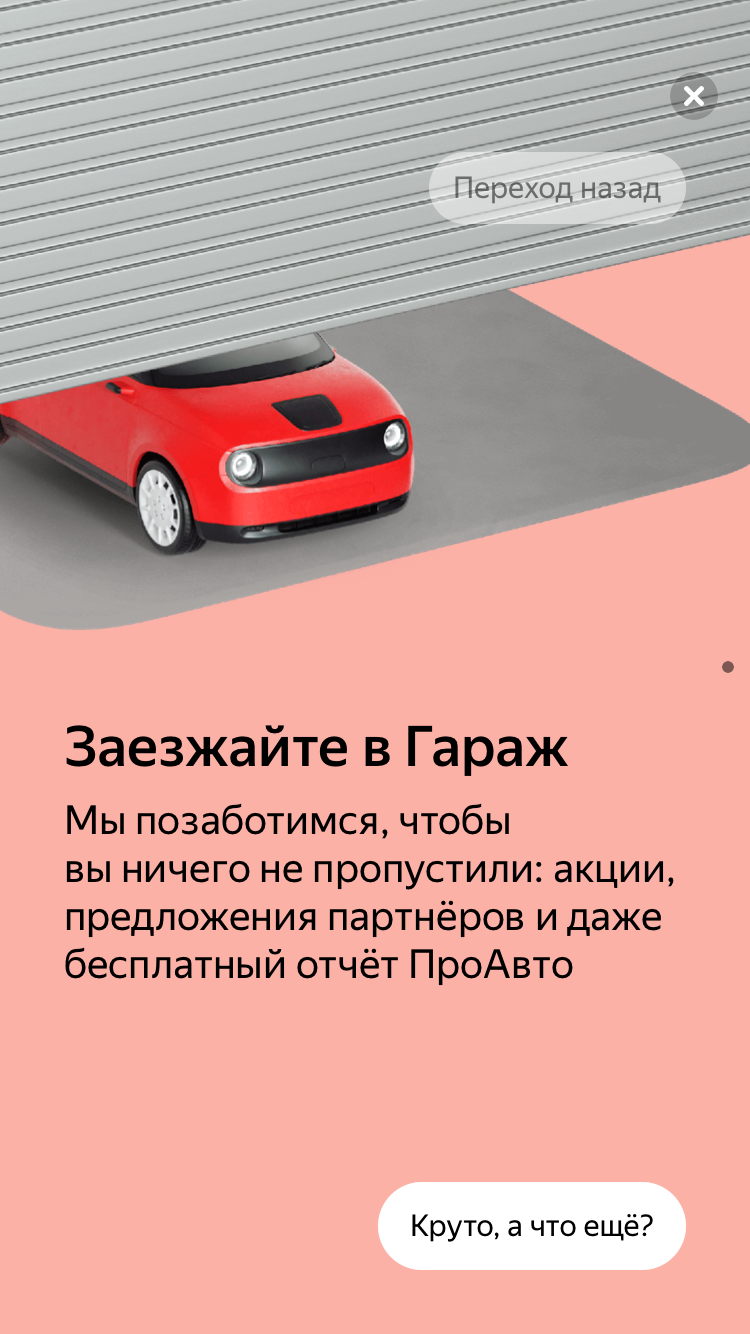 Переход назад
Заезжайте в Гараж
Мы позаботимся, чтобы
вы ничего не пропустили: акции,
предложения партнёров и даже
бесплатный отчёт ПроАвто
Круто, а что ещё?